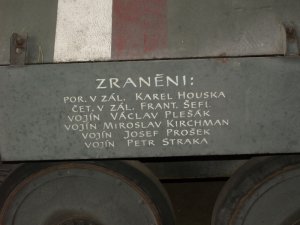 ZRANĚNI:
POR. V ZÁL. KAREL HOUSKA
ČET. V ZÁL. FRANT. ŠEFL
VOJÍN VÁCLAV PLEŠÁK
VOJÍN MIROSLAV KIRCHMAN
VOJÍN JOSEF PROŠEK
VOJÍN PETR STRAKA